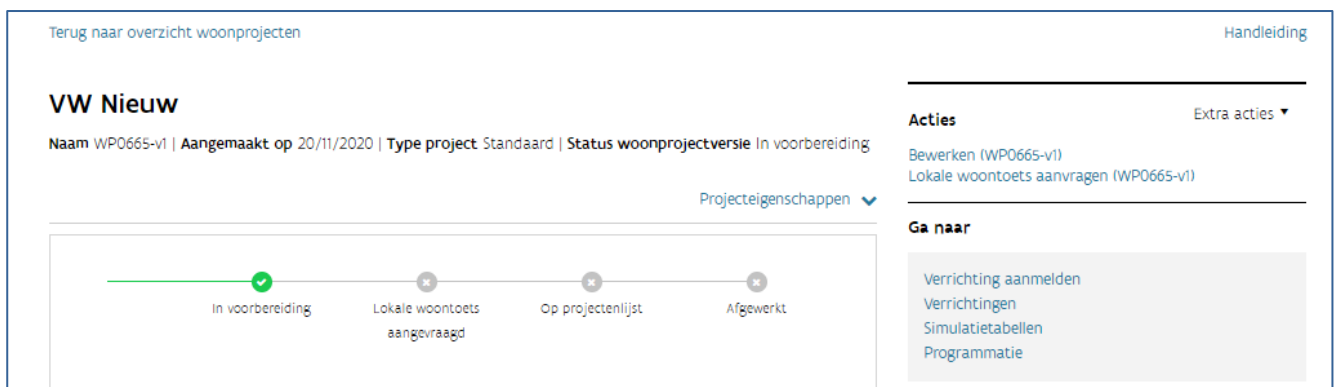 Terug naar overzicht woonprojecten
Handleiding
VW Nieuw
Naam WP0665-v1 | Aangemaakt op 20/11/2020 | Type project Standaard | Status woonprojectversie In voorbereiding
Projecteigenschappen
In voorbereiding
Lokale woontoets
aangevraagd
Op projectenlijst
Afgewerkt
Acties
Extra acties ▼
Bewerken (WP0665-v1)
Lokale woontoets aanvragen (WP0665-v1)
Ga naar
Verrichting aanmelden
Verrichtingen
Simulatietabellen
Programmatie